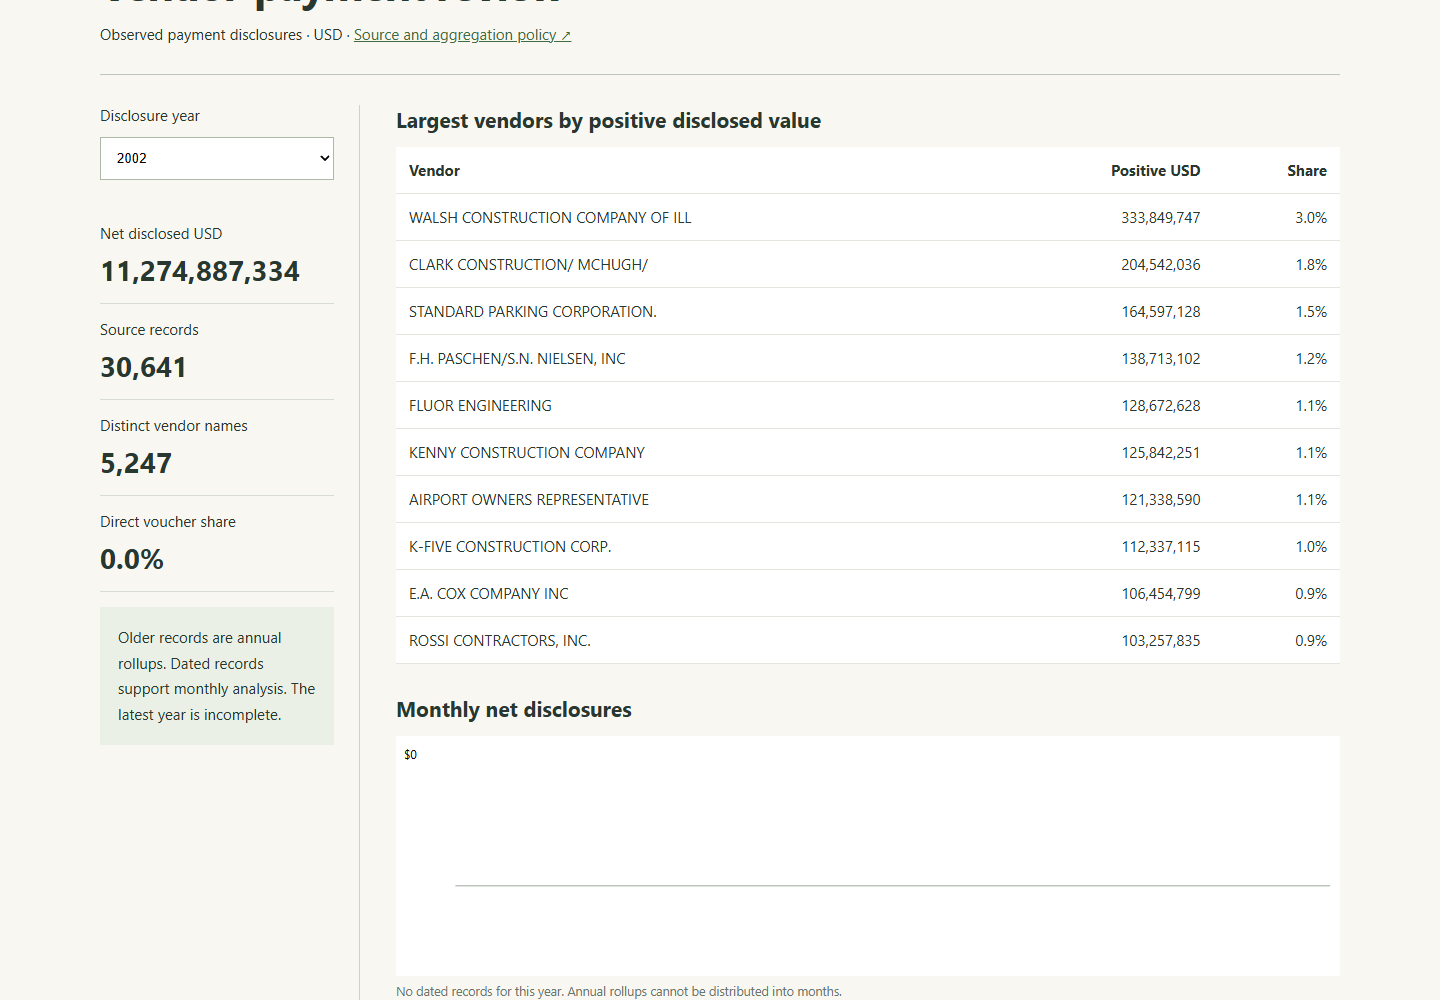 Vendor payment review
Observed payment disclosures · USD · Source and aggregation policy ↗
Disclosure year
2002
Net disclosed USD
11,274,887,334
Source records
30,641
Distinct vendor names
5,247
Direct voucher share
0.0%
Older records are annual
rollups. Dated records
support monthly analysis. The
latest year is incomplete.
Largest vendors by positive disclosed value
Vendor Positive USD Share
WALSH CONSTRUCTION COMPANY OF ILL 333,849,747 3.0%
CLARK CONSTRUCTION/ MCHUGH/ 204,542,036 1.8%
STANDARD PARKING CORPORATION. 164,597,128 1.5%
F.H. PASCHEN/S.N. NIELSEN, INC 138,713,102 1.2%
FLUOR ENGINEERING 128,672,628 1.1%
KENNY CONSTRUCTION COMPANY 125,842,251 1.1%
AIRPORT OWNERS REPRESENTATIVE 121,338,590 1.1%
K-FIVE CONSTRUCTION CORP. 112,337,115 1.0%
E.A. COX COMPANY INC 106,454,799 0.9%
ROSSI CONTRACTORS, INC. 103,257,835 0.9%
Monthly net disclosures
$0
No dated records for this year. Annual rollups cannot be distributed into months.